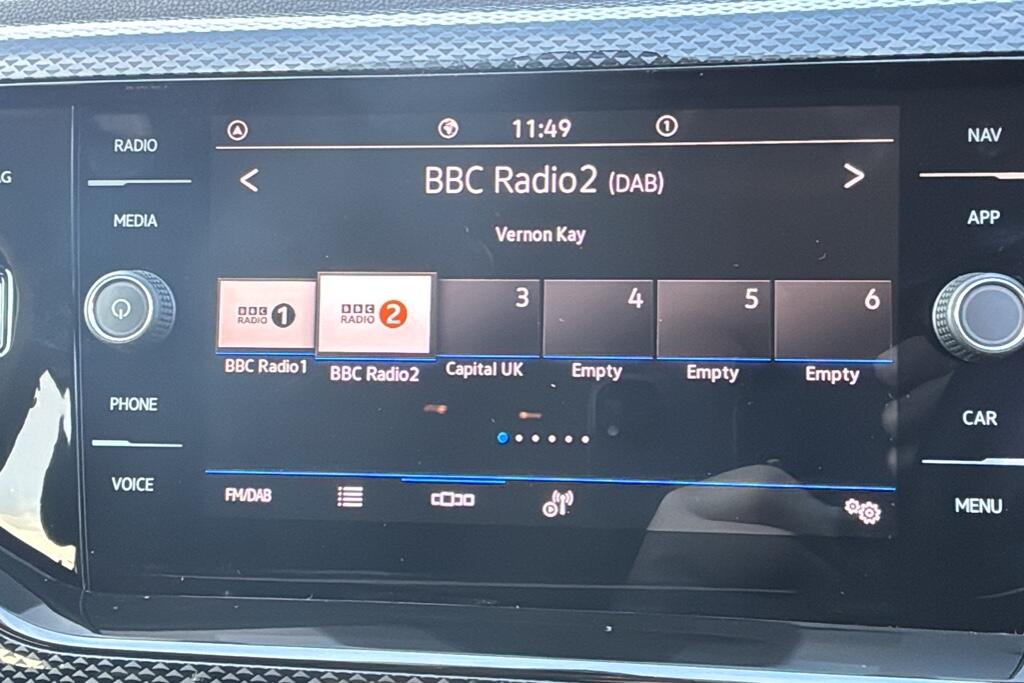 RADIO
MEDIA
PHONE
VOICE
11:49
1
BBC Radio2 (DAB)
Vernon Kay
BBC RADIO 1
BBC RADIO 2
3
4
5
6
BBC Radio1
BBC Radio2
Capital UK
Empty
Empty
Empty
FM/DAB
NAV
APP
CAR
MENU